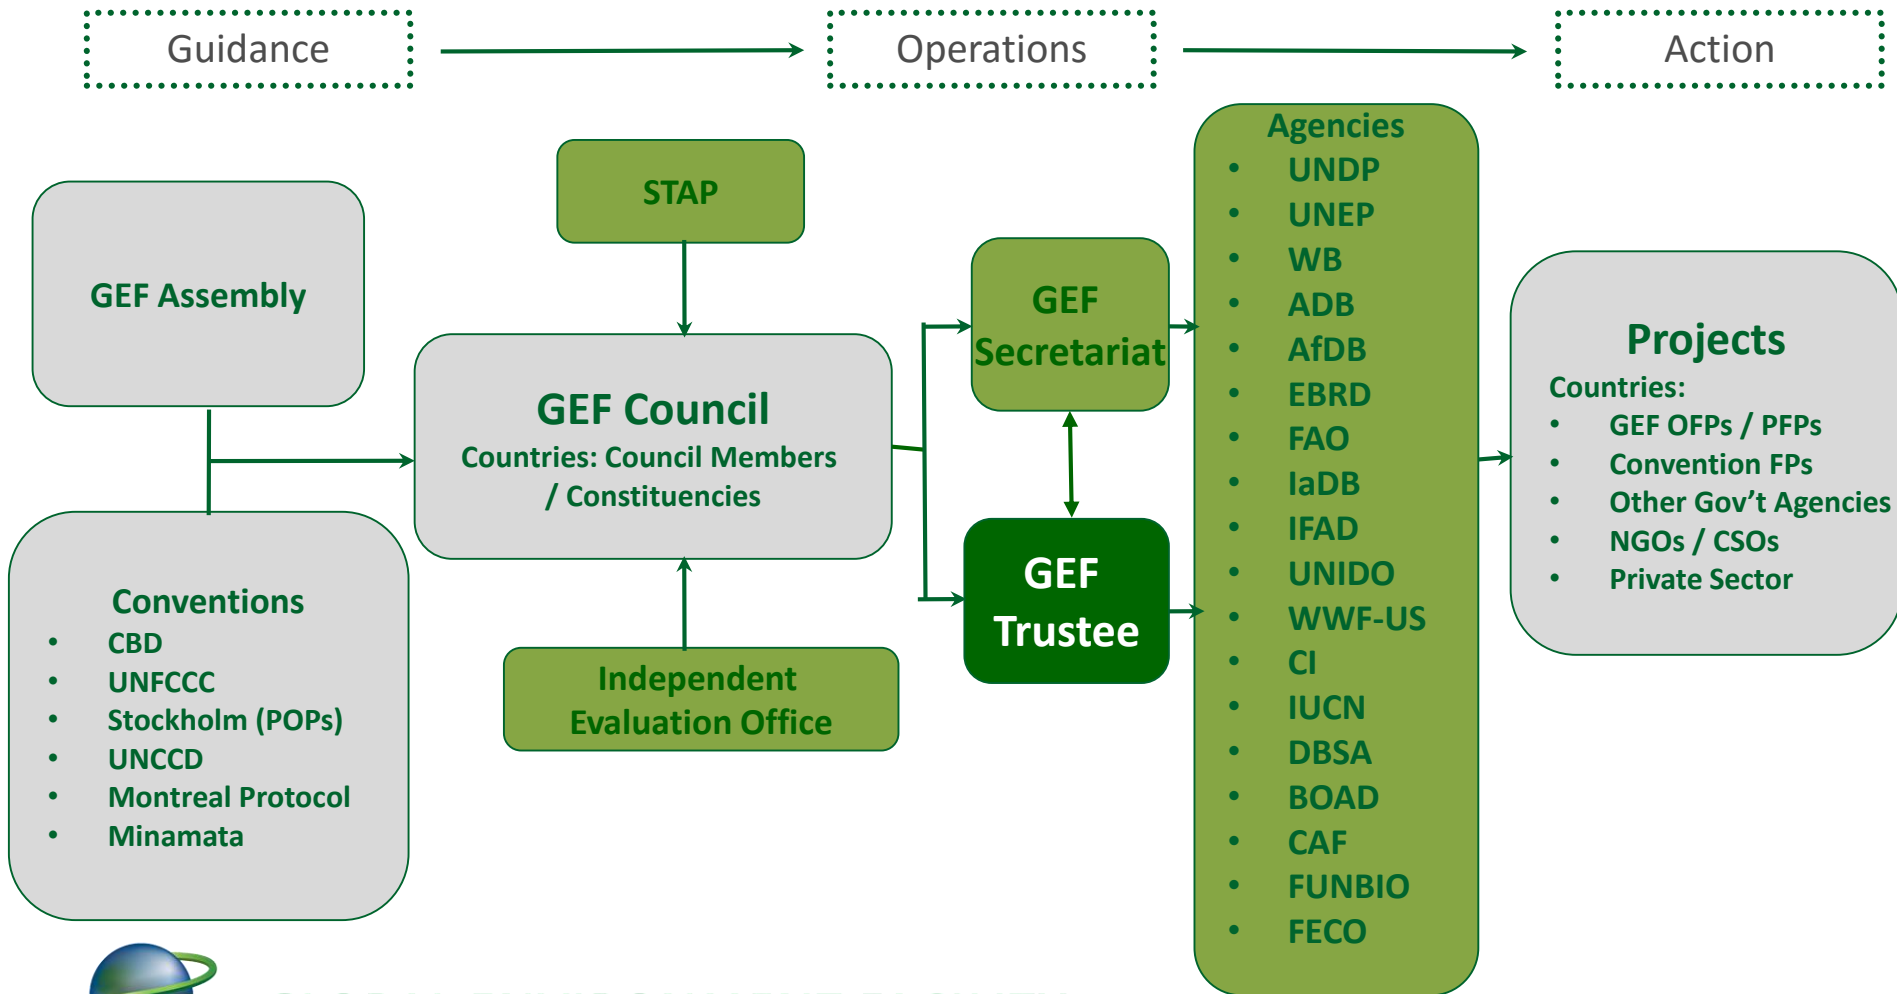 Guidance
Operations
Action
GEF Assembly
Conventions
• CBD
• UNFCCC
• Stockholm (POPs)
• UNCCD
• Montreal Protocol
• Minamata
STAP
GEF Council
Countries: Council Members
/ Constituencies
Independent
Evaluation Office
GEF
Secretariat
GEF
Trustee
Agencies
• UNDP
• UNEP
• WB
• ADB
• AfDB
• EBRD
• FAO
• IaDB
• IFAD
• UNIDO
• WWF-US
• CI
• IUCN
• DBSA
• BOAD
• CAF
• FUNBIO
• FECO
Projects
Countries:
• GEF OFPs / PFPs
• Convention FPs
• Other Gov’t Agencies
• NGOs / CSOs
• Private Sector